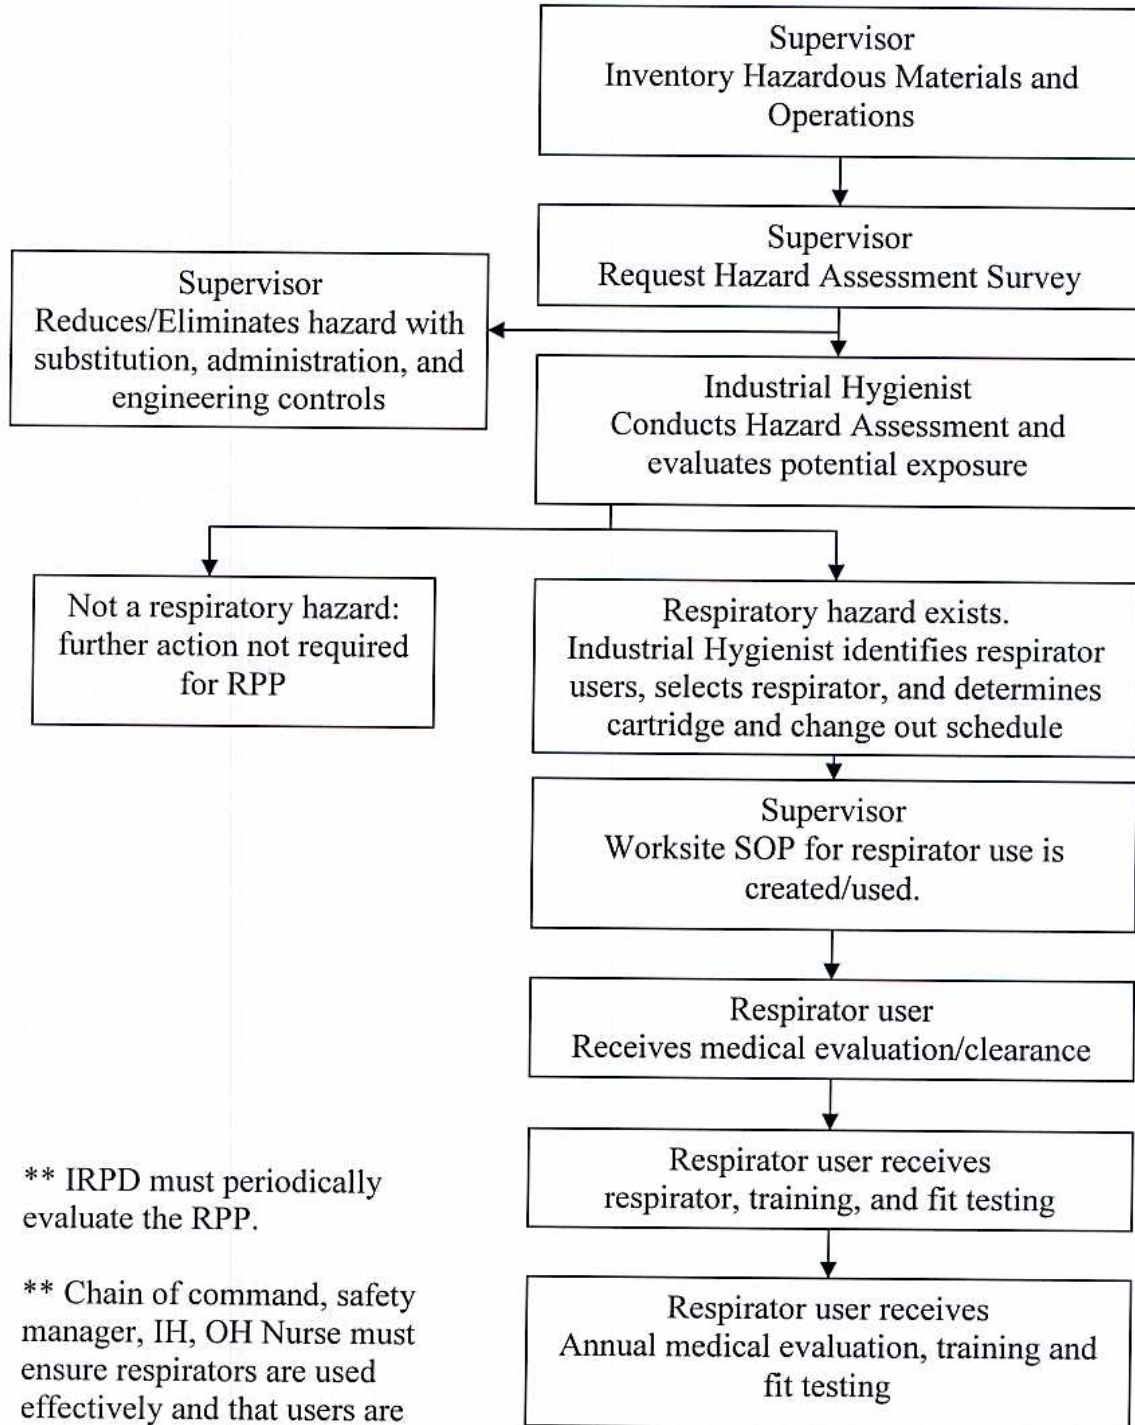 Supervisor
Inventory Hazardous Materials and
Operations
Supervisor
Request Hazard Assessment Survey
Supervisor
Reduces/Eliminates hazard with
substitution, administration, and
engineering controls
Industrial Hygienist
Conducts Hazard Assessment and
evaluates potential exposure
Not a respiratory hazard:
further action not required
for RPP
Respiratory hazard exists.
Industrial Hygienist identifies respirator
users, selects respirator, and determines
cartridge and change out schedule
Supervisor
Worksite SOP for respirator use is
created/used.
Respirator user
Receives medical evaluation/clearance
Respirator user receives
respirator, training, and fit testing
Respirator user receives
Annual medical evaluation, training and
fit testing
** IRPD must periodically
evaluate the RPP.
** Chain of command, safety
manager, IH, OH Nurse must
ensure respirators are used
effectively and that users are